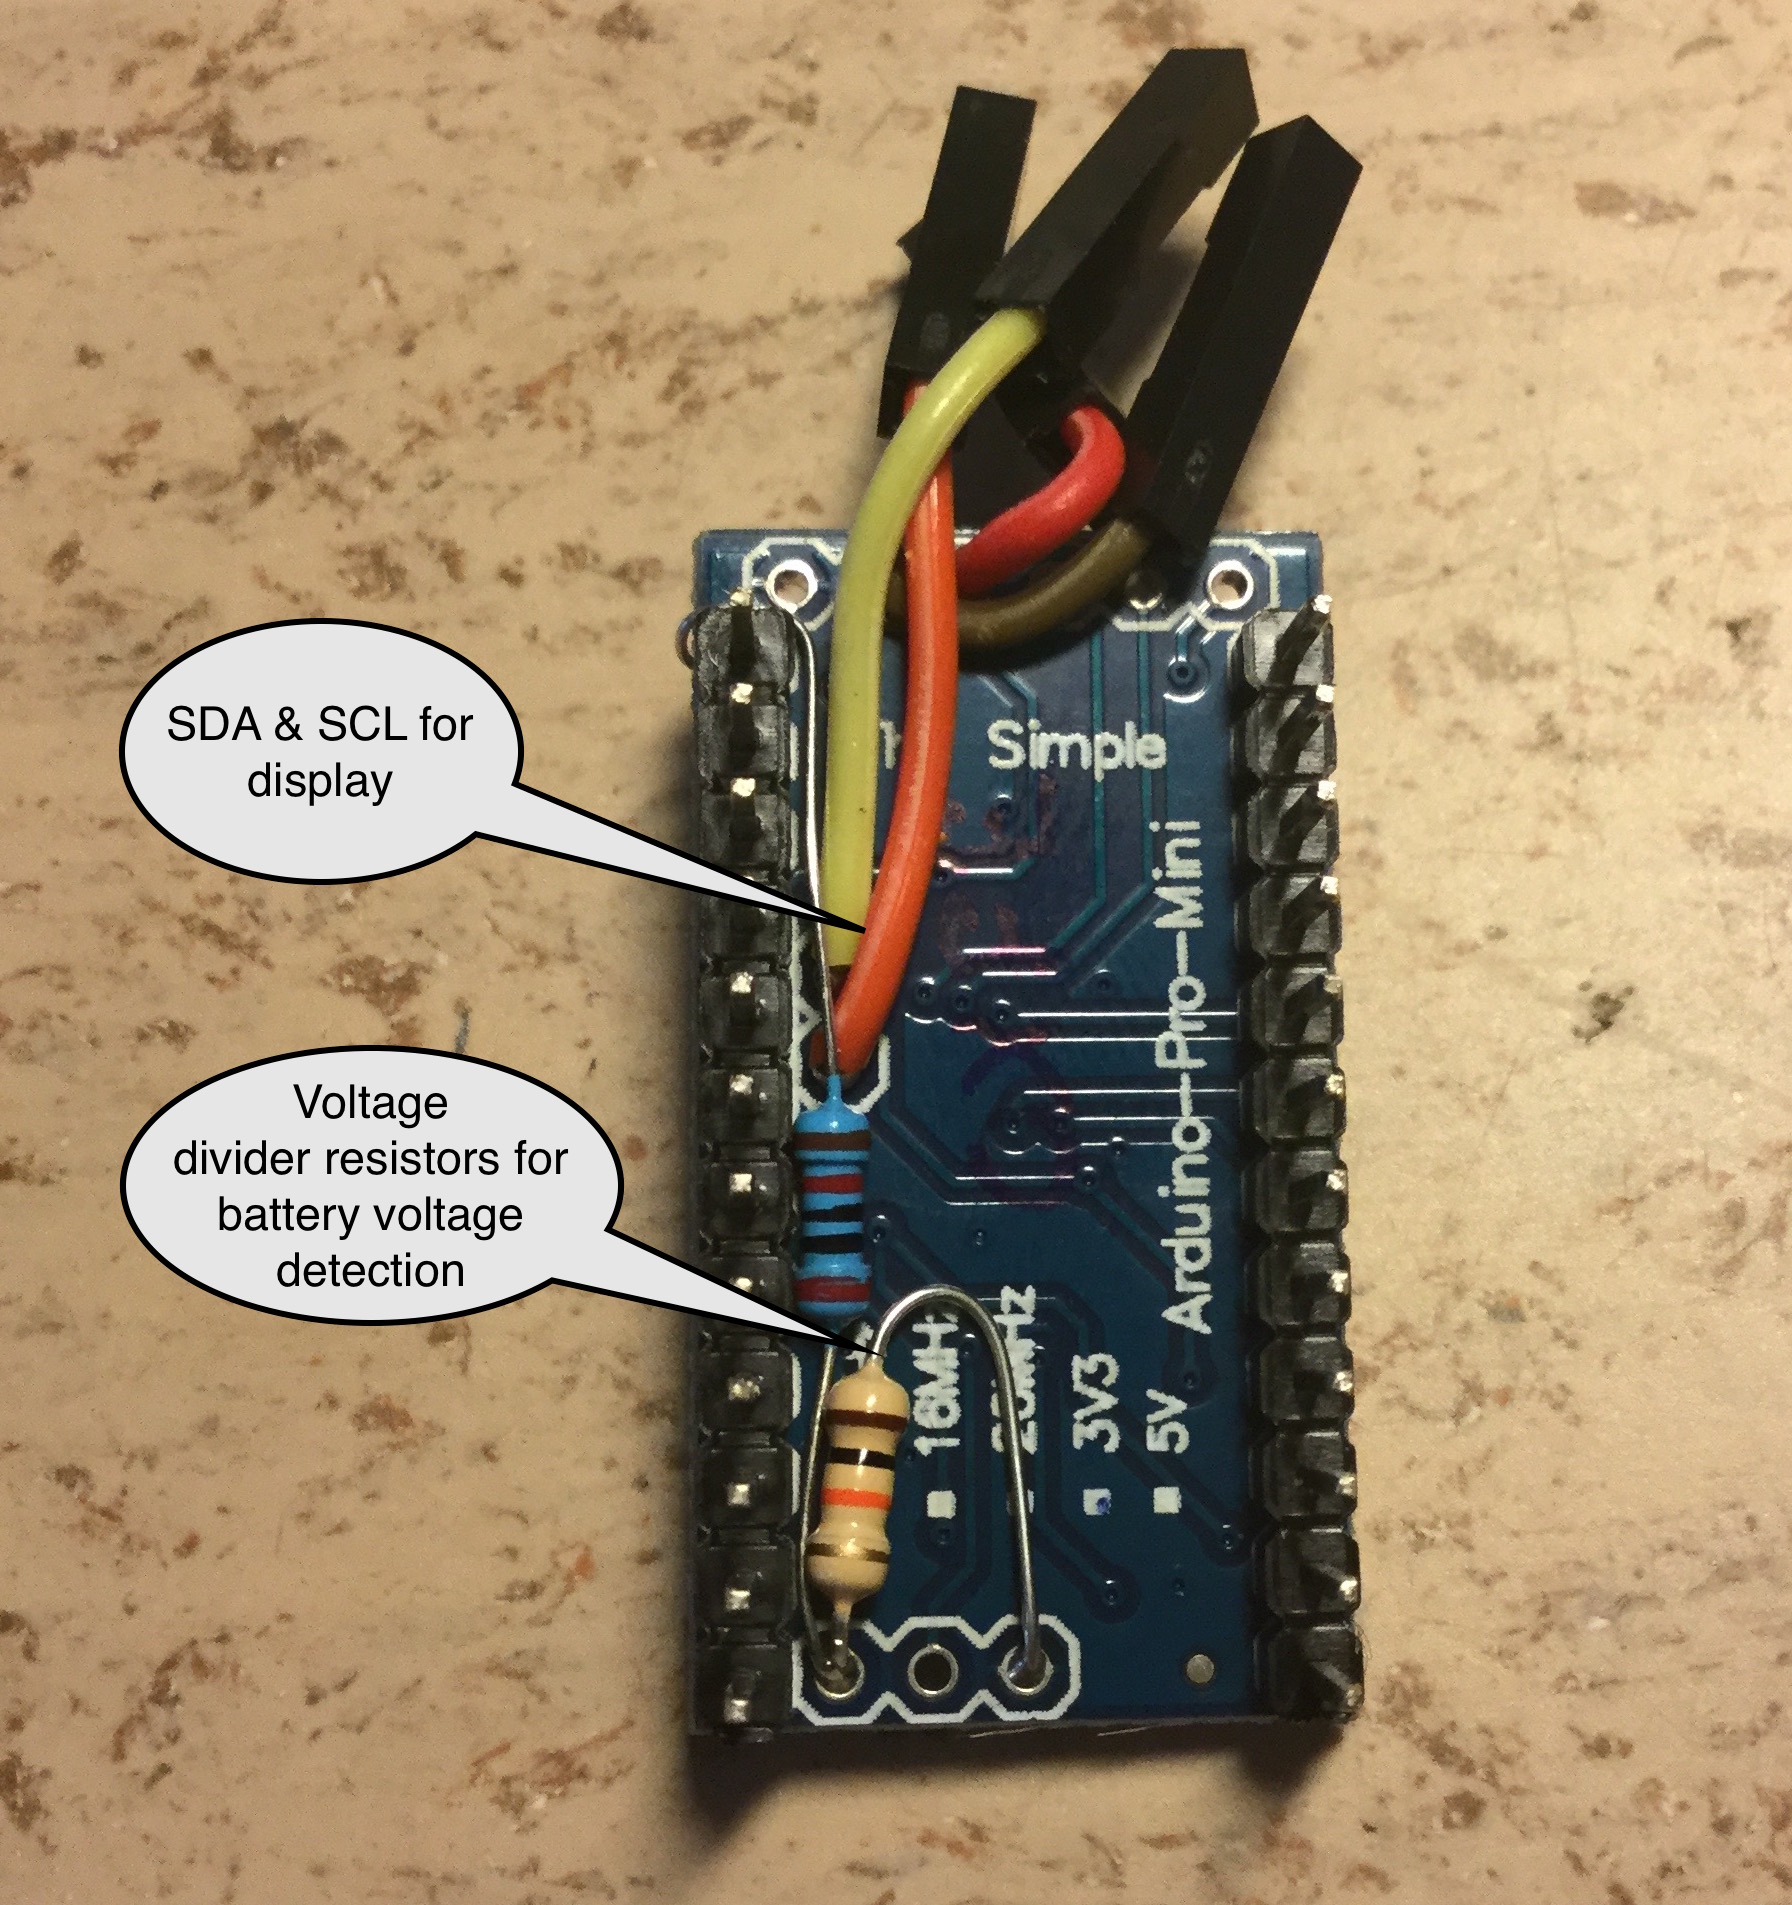 SDA & SCL for
display
Simple
Voltage
divider resistors for
battery voltage
detection
Arduino-Pro-Mini
16MHz
20MHz
3V3
5V